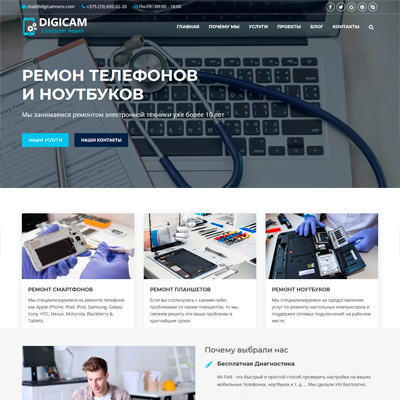 mail@digicamserv.com +375 (33) 692-02-20 Пн-Пт | 09:00 - 18:00
DIGICAM
Computer Repair
ГЛАВНАЯ ПОЧЕМУ МЫ УСЛУГИ ПРОЕКТЫ БЛОГ КОНТАКТЫ
РЕМОН ТЕЛЕФОНОВ
И НОУТБУКОВ
Мы занимаемся ремонтом электронной техники уже более 10 лет
НАШИ УСЛУГИ НАШИ КОНТАКТЫ
РЕМОНТ СМАРТФОНОВ
Мы специализируемся на ремонте телефона
как Apple iPhone, iPad, iPod, Samsung, Galaxy,
Sony, HTC, Nexus, Motorola, Blackberry &
Tablets.
РЕМОНТ ПЛАНШЕТОВ
Если вы столкнулись с какими-либо
проблемами со своим планшетом, то мы
сможем решить эти ваши проблемы в
кратчайшие сроки.
РЕМОНТ НОУТБУКОВ
Мы специализируемся на предоставлении
услуг по ремонту настольных компьютеров и
поддержке сетевых подключений на рабочем
месте.
Почему выбрали нас
Бесплатная Диагностика
Mr.Fixit - это быстрый и простой способ проверить настройки на ваших
мобильных телефонах, ноутбуках и т. д. ... Мы сделаем это бесплатно.